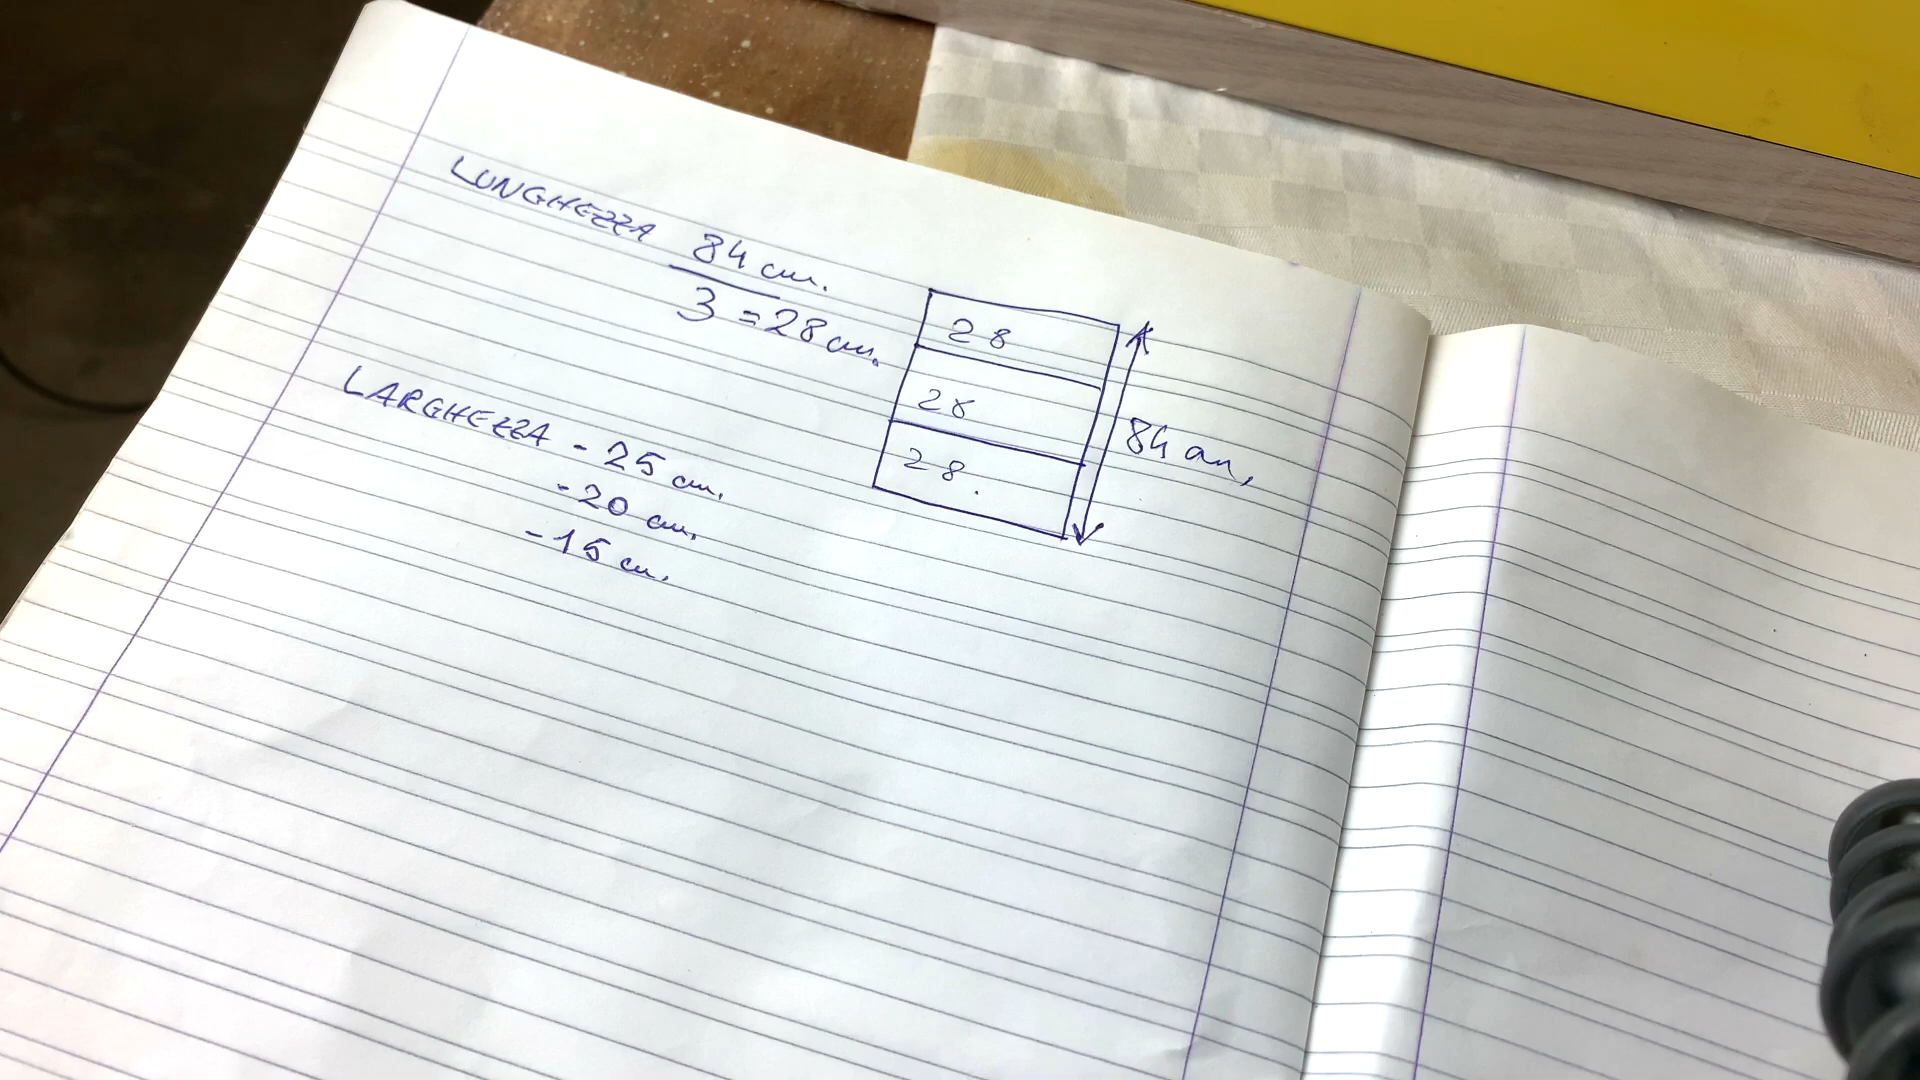 LUNGHEZZA 84 cm.
3 = 28 cm.
28
28
28.
84 cm,
LARGHEZZA - 25 cm.
- 20 cm.
- 15 cm.